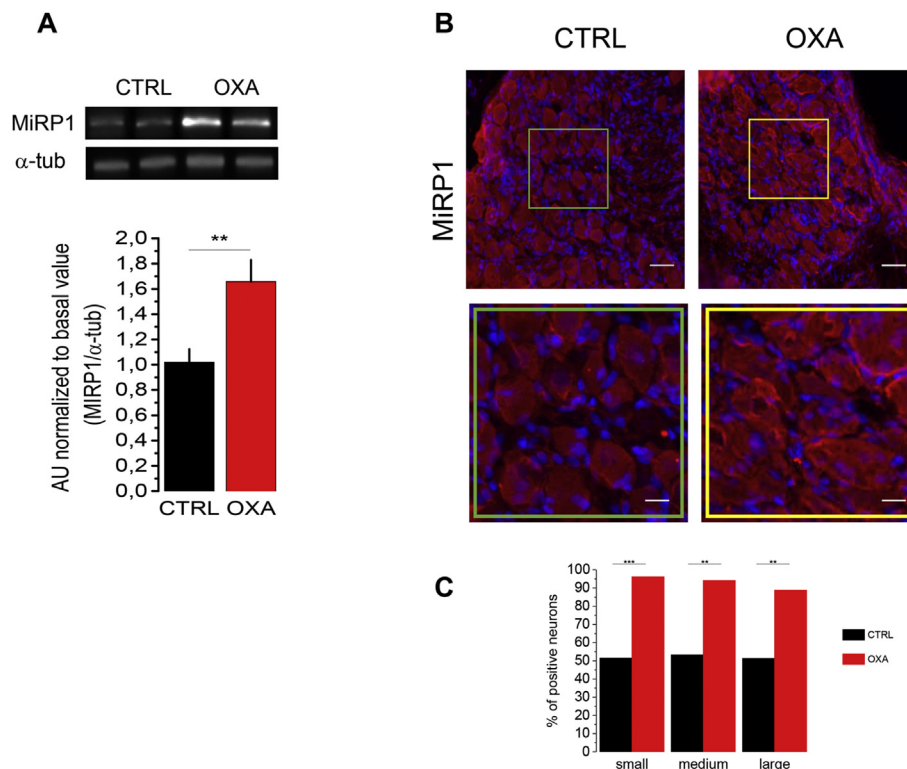 A
CTRL OXA
MiRP1
α-tub
AU normalized to basal value
(MIRP1/α-tub)
2,0
1,8
1,6
1,4
1,2
1,0
0,8
0,6
0,4
0,2
0,0
**
CTRL OXA
B
CTRL OXA
MiRP1
C
% of positive neurons
100
90
80
70
60
50
40
30
20
10
0
*** ** **
small medium large
CTRL
OXA